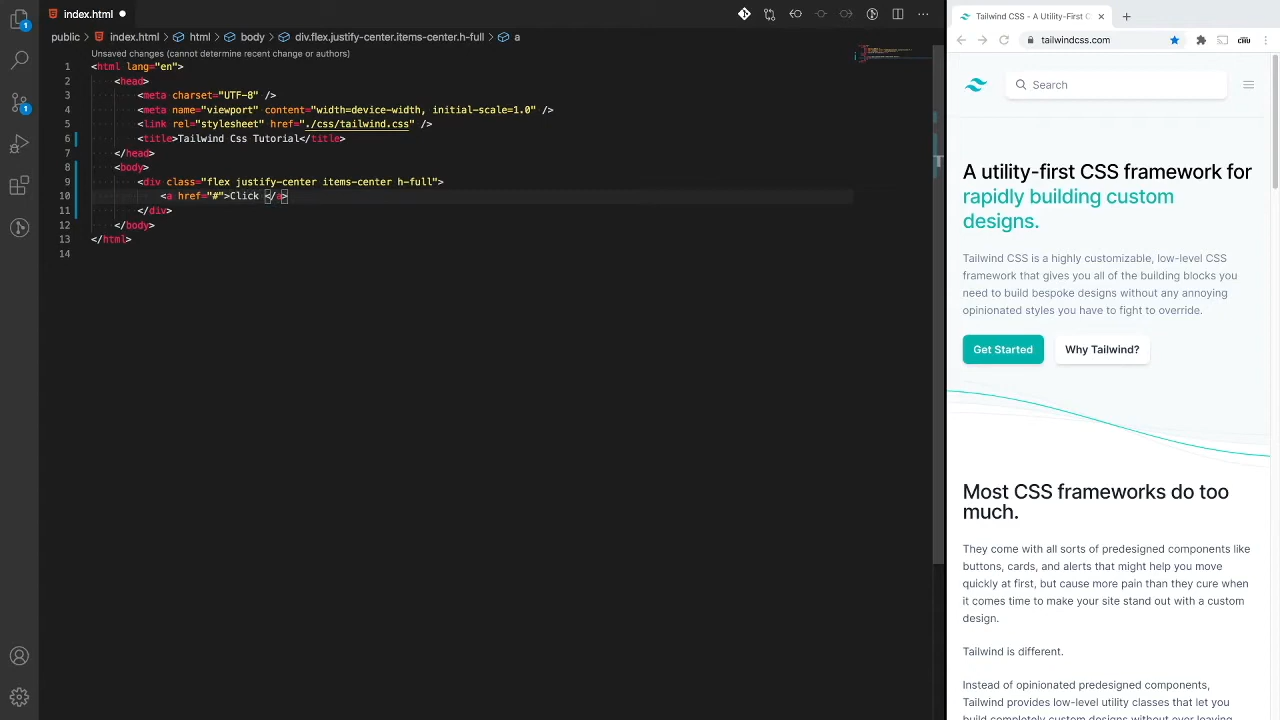 index.html
Tailwind CSS - A Utility-First C
public > index.html > html > body > div.flex.justify-center.items-center.h-full > a
tailwindcss.com
Unsaved changes (cannot determine recent change or authors)
1 <html lang="en">
2 <head>
3 <meta charset="UTF-8" />
4 <meta name="viewport" content="width=device-width, initial-scale=1.0" />
5 <link rel="stylesheet" href="./css/tailwind.css" />
6 <title>Tailwind Css Tutorial</title>
7 </head>
8 <body>
9 <div class="flex justify-center items-center h-full">
10 <a href="#">Click </a>
11 </div>
12 </body>
13 </html>
14
1
1
Search
A utility-first CSS framework for
rapidly building custom
designs.
Tailwind CSS is a highly customizable, low-level CSS
framework that gives you all of the building blocks you
need to build bespoke designs without any annoying
opinionated styles you have to fight to override.
Get Started
Why Tailwind?
Most CSS frameworks do too
much.
They come with all sorts of predesigned components like
buttons, cards, and alerts that might help you move
quickly at first, but cause more pain than they cure when
it comes time to make your site stand out with a custom
design.
Tailwind is different.
Instead of opinionated predesigned components,
Tailwind provides low-level utility classes that let you
build completely custom designs without ever leaving